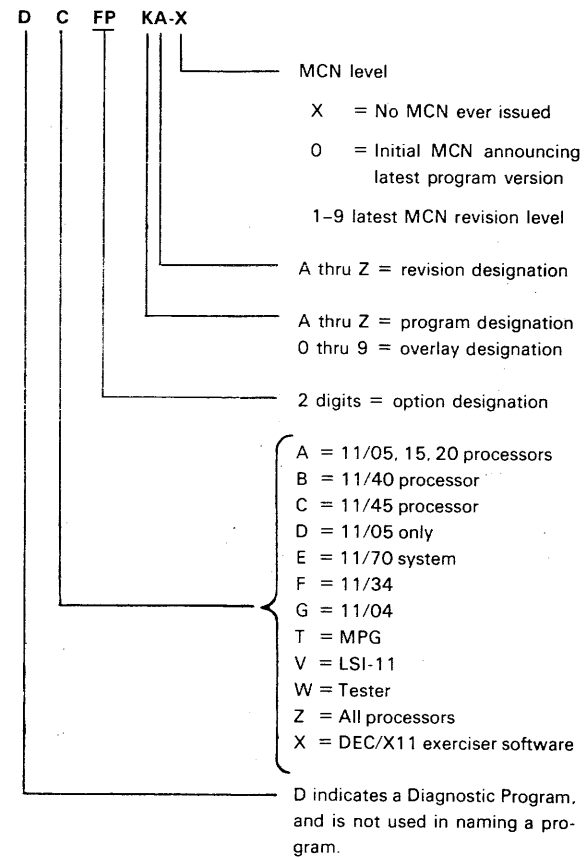 D C FP KA-X
MCN level
X = No MCN ever issued
0 = Initial MCN announcing
latest program version
1-9 latest MCN revision level
A thru Z = revision designation
A thru Z = program designation
0 thru 9 = overlay designation
2 digits = option designation
A = 11/05, 15, 20 processors
B = 11/40 processor
C = 11/45 processor
D = 11/05 only
E = 11/70 system
F = 11/34
G = 11/04
T = MPG
V = LSI-11
W = Tester
Z = All processors
X = DEC/X11 exerciser software
D indicates a Diagnostic Program,
and is not used in naming a pro-
gram.